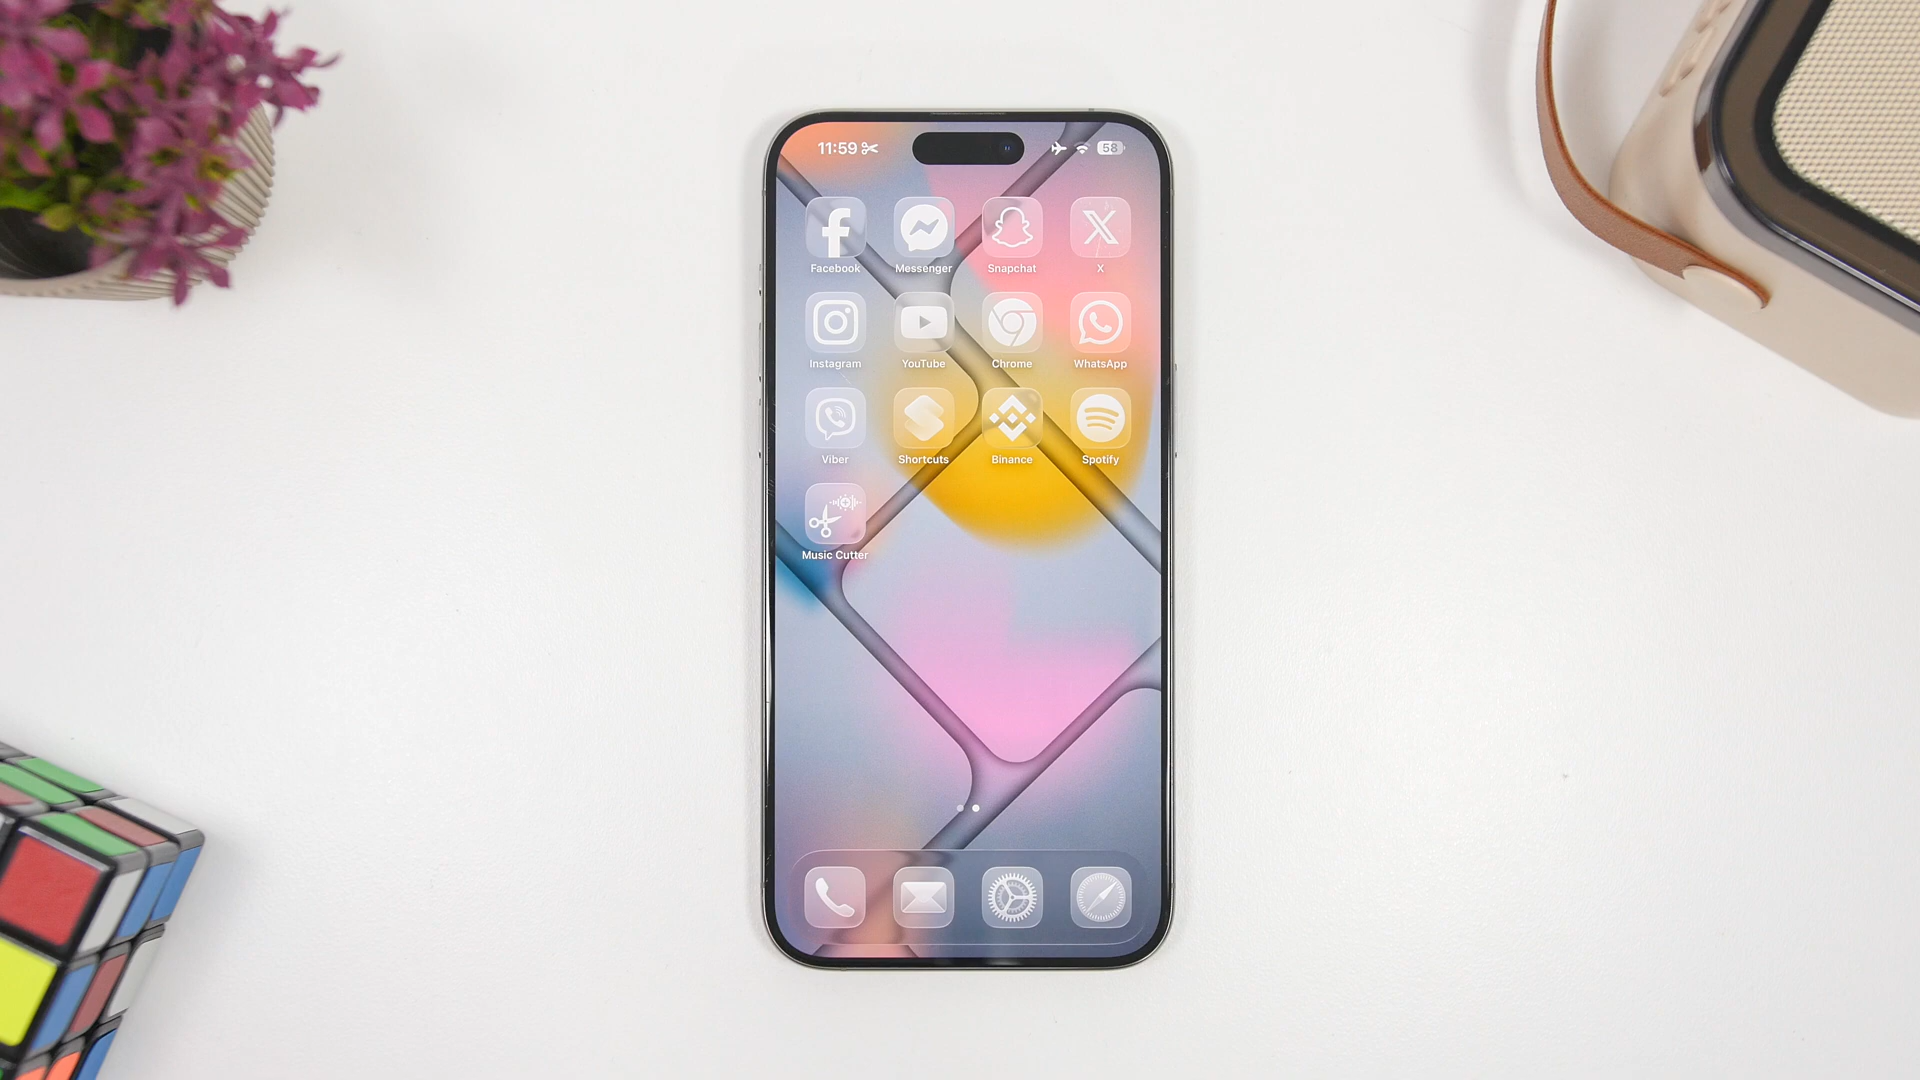 11:59 58
Facebook Messenger Snapchat X
Instagram YouTube Chrome WhatsApp
Viber Shortcuts Binance Spotify
Music Cutter